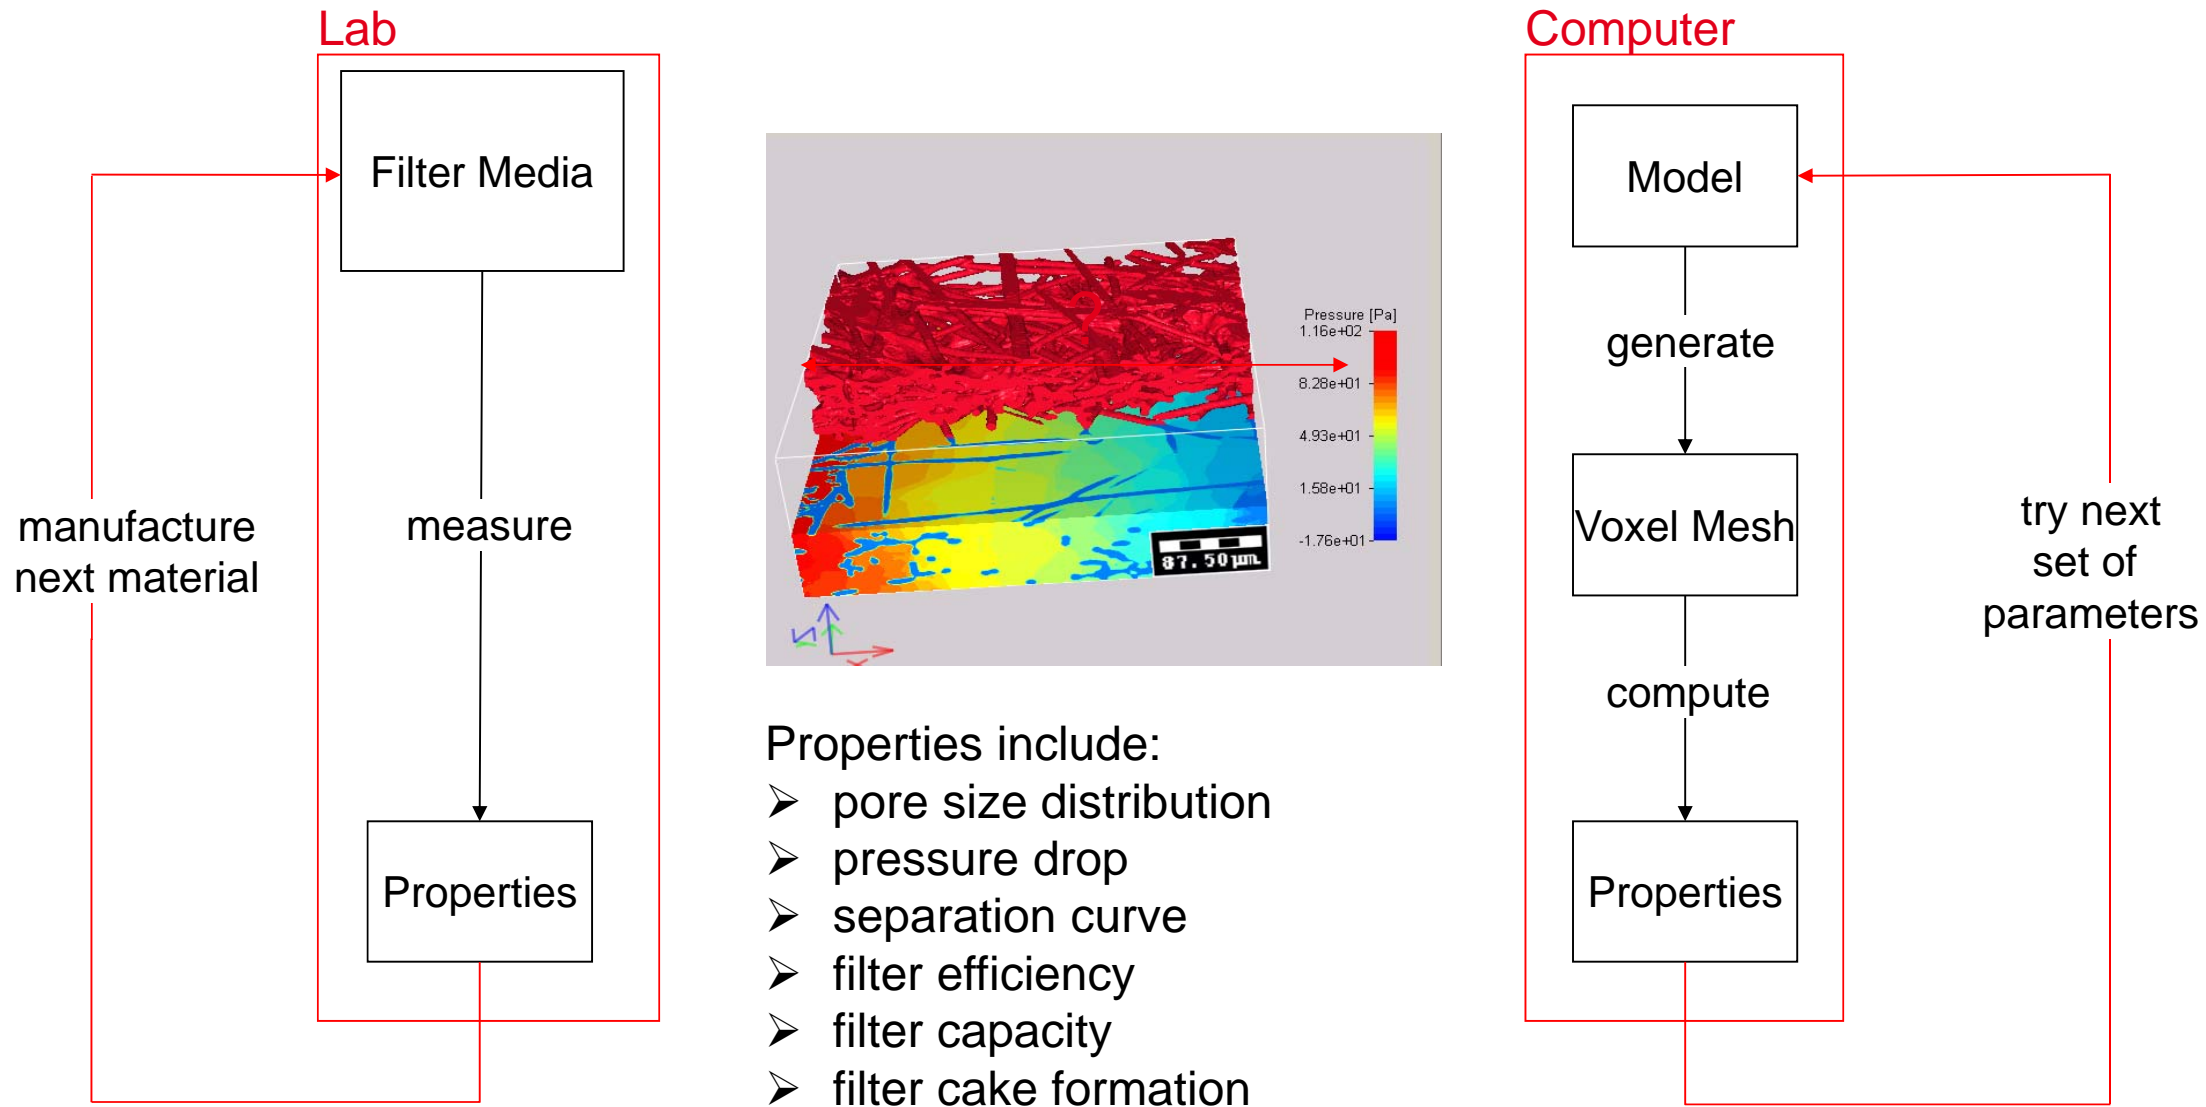 Lab
Filter Media
measure
Properties
manufacture
next material
Pressure [Pa]
1.16e+02
8.28e+01
4.93e+01
1.58e+01
-1.76e+01
?
87.50µm
Z
Y
X
Properties include:
➢ pore size distribution
➢ pressure drop
➢ separation curve
➢ filter efficiency
➢ filter capacity
➢ filter cake formation
Computer
Model
generate
Voxel Mesh
compute
Properties
try next
set of
parameters